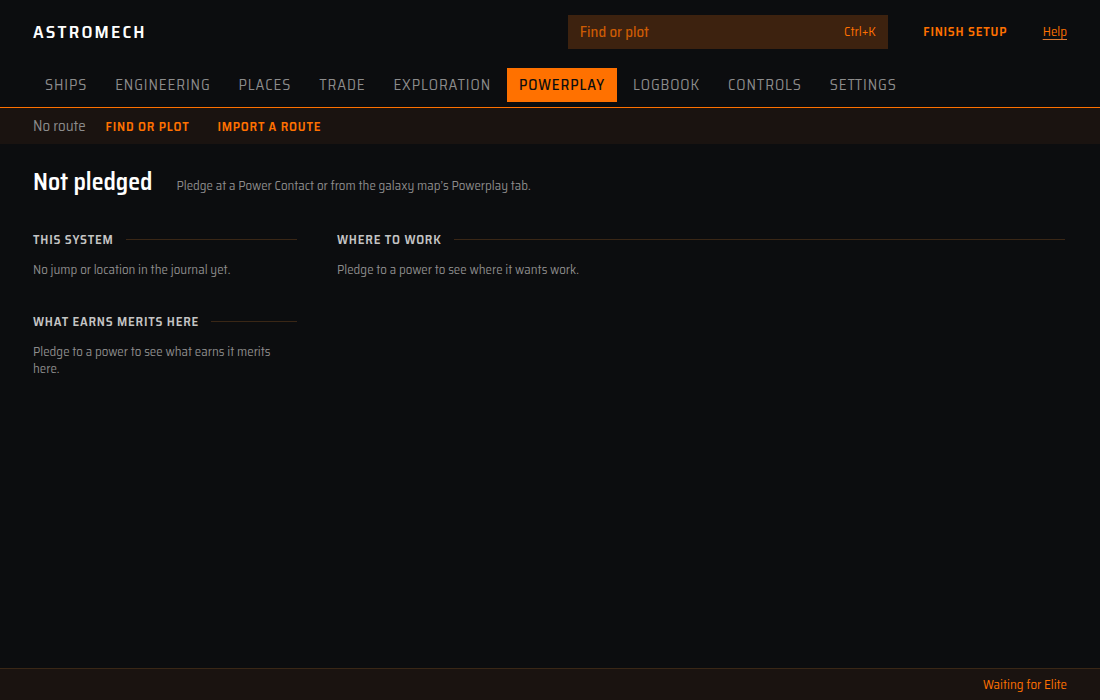 ASTROMECH
Find or plot Ctrl+K FINISH SETUP Help
SHIPS ENGINEERING PLACES TRADE EXPLORATION POWERPLAY LOGBOOK CONTROLS SETTINGS
No route FIND OR PLOT IMPORT A ROUTE
Not pledged Pledge at a Power Contact or from the galaxy map's Powerplay tab.
THIS SYSTEM
No jump or location in the journal yet.
WHERE TO WORK
Pledge to a power to see where it wants work.
WHAT EARNS MERITS HERE
Pledge to a power to see what earns it merits
here.
Waiting for Elite